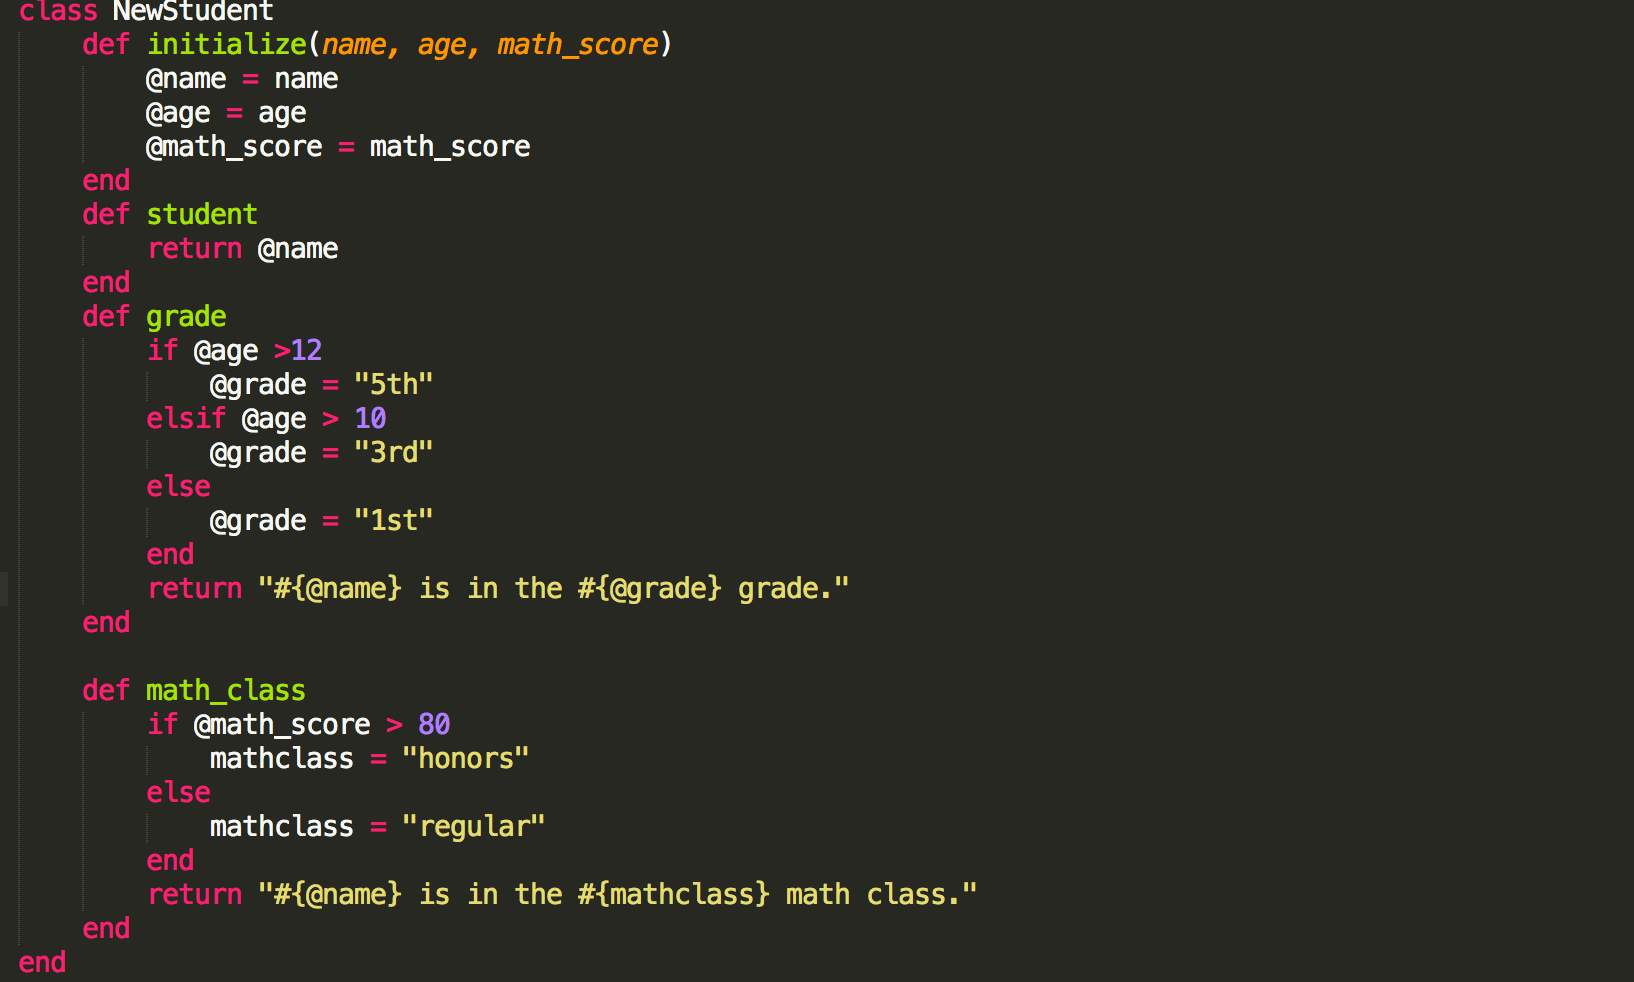 class NewStudent
    def initialize(name, age, math_score)
        @name = name
        @age = age
        @math_score = math_score
    end
    def student
        return @name
    end
    def grade
        if @age >12
            @grade = "5th"
        elsif @age > 10
            @grade = "3rd"
        else
            @grade = "1st"
        end
        return "#{@name} is in the #{@grade} grade."
    end

    def math_class
        if @math_score > 80
            mathclass = "honors"
        else
            mathclass = "regular"
        end
        return "#{@name} is in the #{mathclass} math class."
    end
end